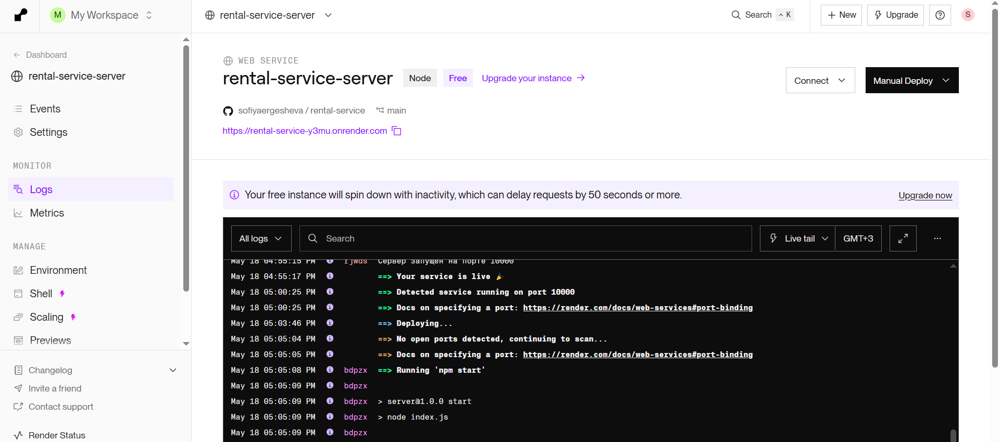 M My Workspace
rental-service-server
Search ^ K
+ New
Upgrade
S
← Dashboard
rental-service-server
Events
Settings
MONITOR
Logs
Metrics
MANAGE
Environment
Shell
Scaling
Previews
Changelog
Invite a friend
Contact support
Render Status
WEB SERVICE
rental-service-server Node Free Upgrade your instance →
Connect
Manual Deploy
sofiyaergesheva / rental-service main
https://rental-service-y3mu.onrender.com
Your free instance will spin down with inactivity, which can delay requests by 50 seconds or more.
Upgrade now
All logs
Search
Live tail
GMT+3
...
May 18 04:55:15 PM rjwds Сервер запущен на порте 10000
May 18 04:55:17 PM ==> Your service is live 🎉
May 18 05:00:25 PM ==> Detected service running on port 10000
May 18 05:00:25 PM ==> Docs on specifying a port: https://render.com/docs/web-services#port-binding
May 18 05:03:46 PM ==> Deploying...
May 18 05:05:04 PM ==> No open ports detected, continuing to scan...
May 18 05:05:05 PM ==> Docs on specifying a port: https://render.com/docs/web-services#port-binding
May 18 05:05:08 PM bdpzx ==> Running 'npm start'
May 18 05:05:09 PM bdpzx
May 18 05:05:09 PM bdpzx > server@1.0.0 start
May 18 05:05:09 PM bdpzx > node index.js
May 18 05:05:09 PM bdpzx